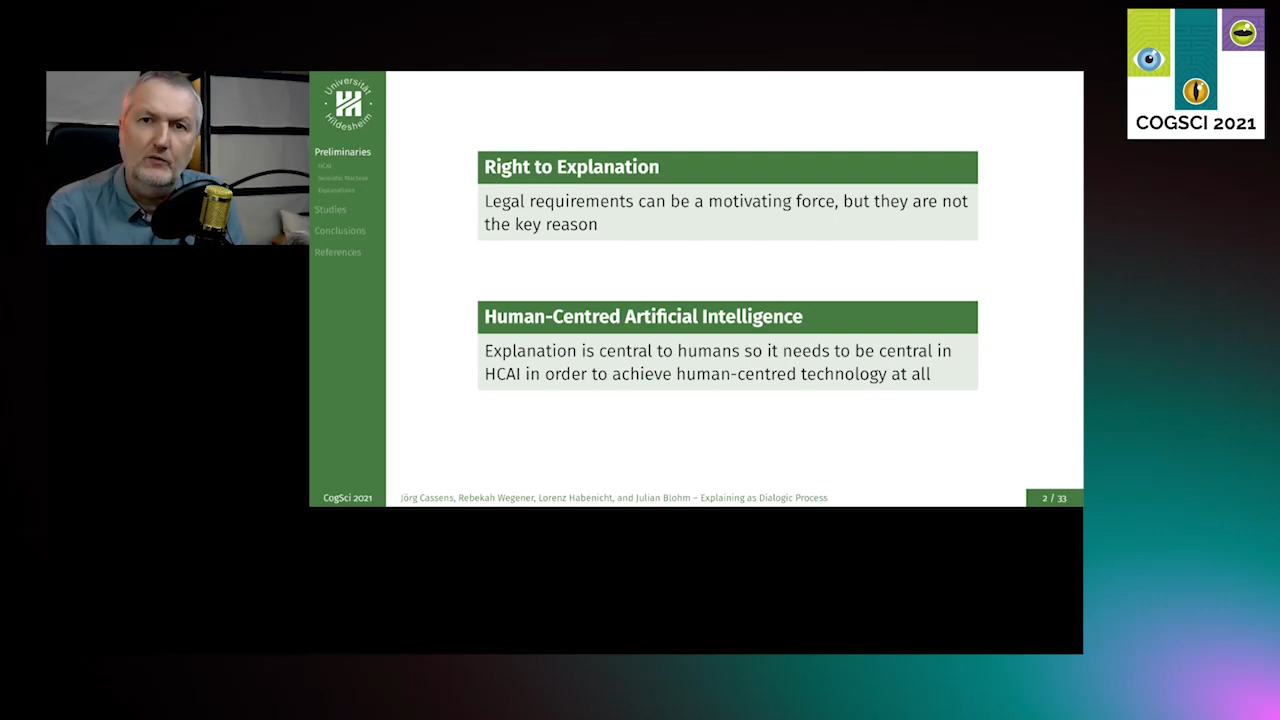 COGSCI 2021
Universität
Hildesheim
Preliminaries
HCAI
Semiotic Machine
Explanations
Studies
Conclusions
References
Right to Explanation
Legal requirements can be a motivating force, but they are not
the key reason
Human-Centred Artificial Intelligence
Explanation is central to humans so it needs to be central in
HCAI in order to achieve human-centred technology at all
CogSci 2021
Jörg Cassens, Rebekah Wegener, Lorenz Habenicht, and Julian Blohm – Explaining as Dialogic Process
2 / 33